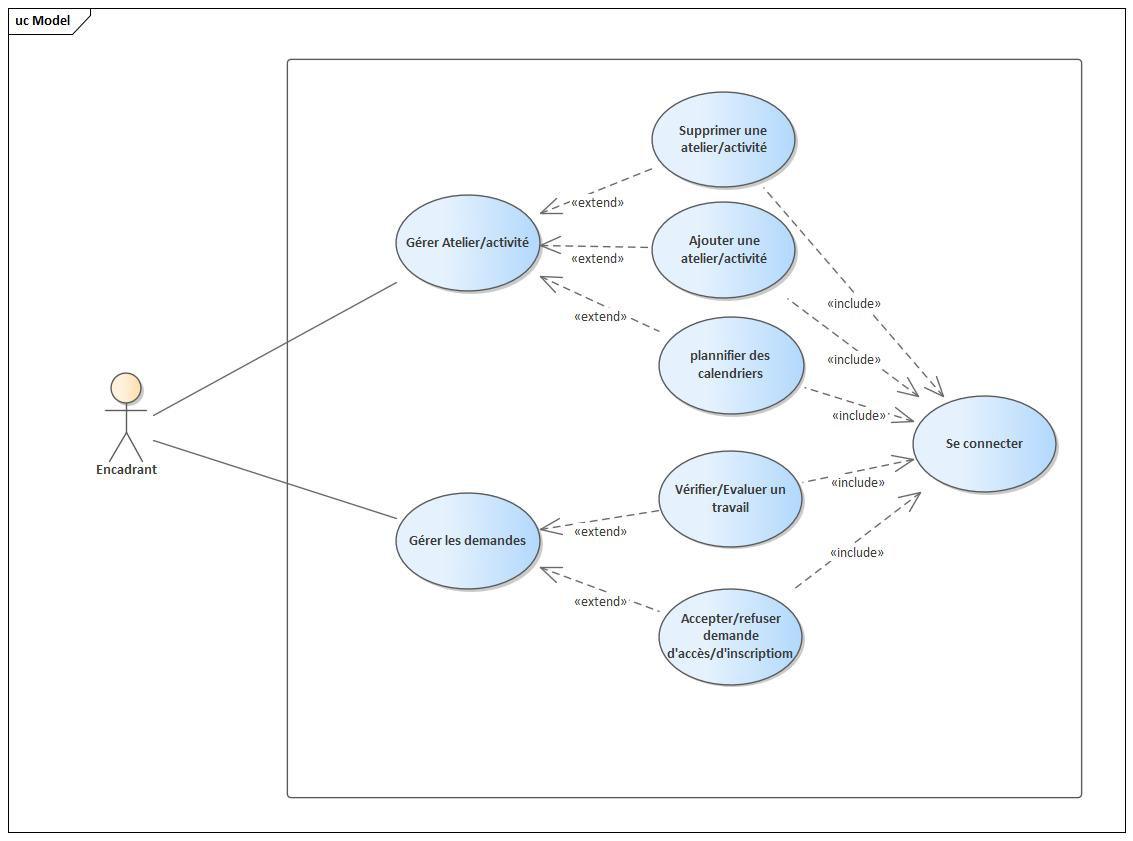 uc Model
Supprimer une
atelier/activité
«extend»
Gérer Atelier/activité
Ajouter une
atelier/activité
«extend»
«include»
«extend»
plannifier des
calendriers
«include»
«include»
Encadrant
Se connecter
Vérifier/Evaluer un
travail
«include»
«extend»
Gérer les demandes
«include»
«extend»
Accepter/refuser
demande
d'accès/d'inscriptiom